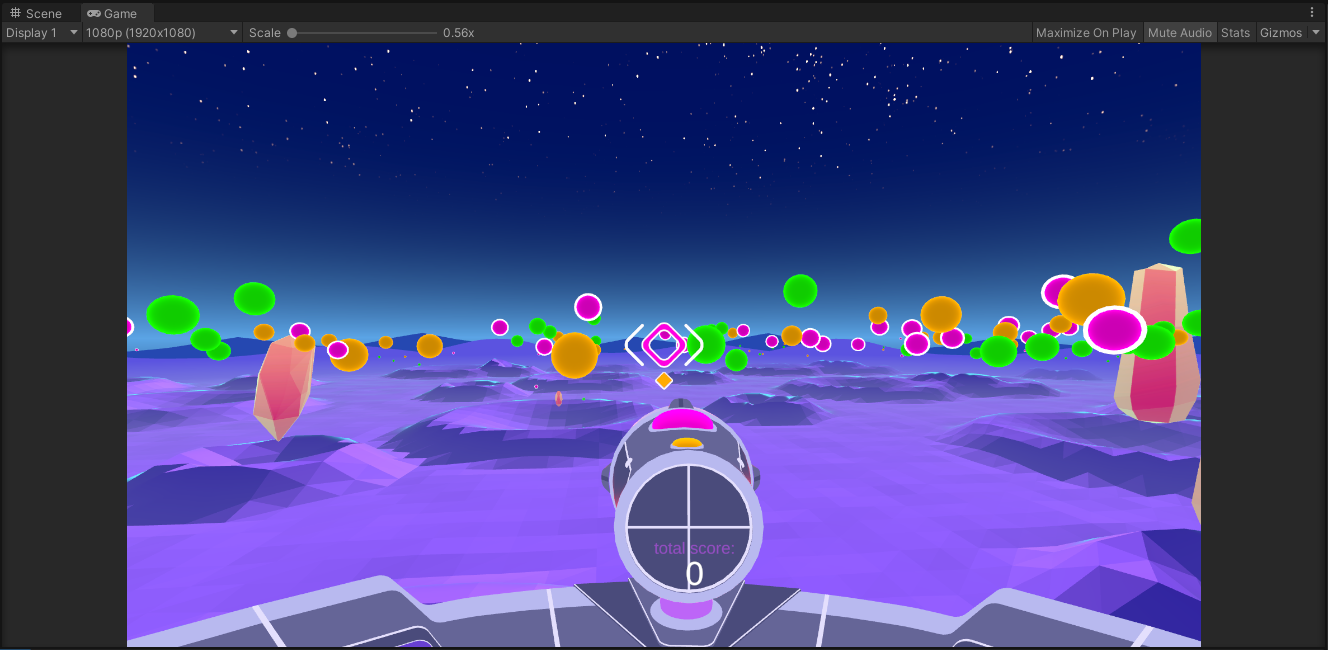 Scene Game
Display 1 1080p (1920x1080) Scale 0.56x Maximize On Play Mute Audio Stats Gizmos
total score:
0